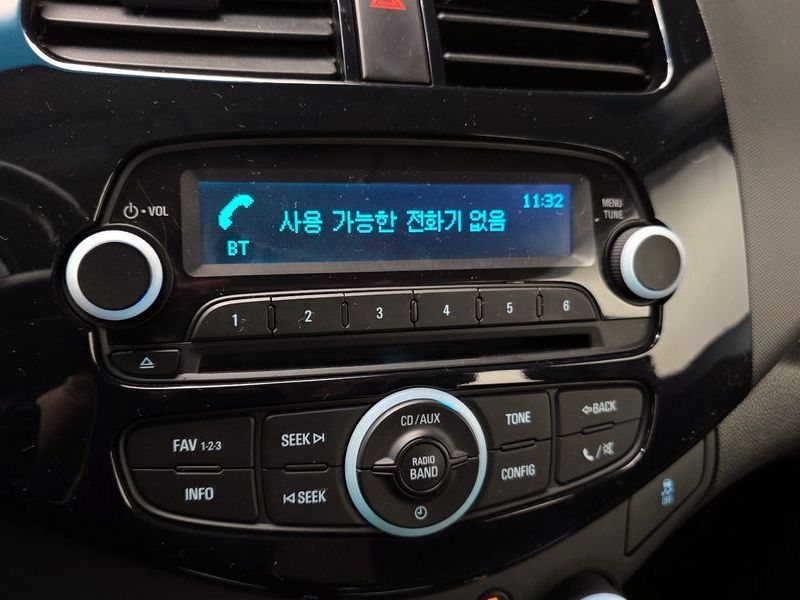 VOL
MENU
TUNE
11:32
사용 가능한 전화기 없음
BT
1 2 3 4 5 6
CD/AUX
FAV 1-2-3
SEEK
TONE
BACK
RADIO
BAND
INFO
SEEK
CONFIG
OFF